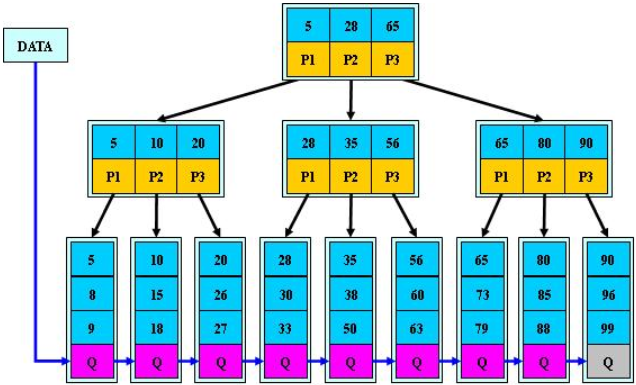 5 28 65
P1 P2 P3
DATA
5 10 20
P1 P2 P3
28 35 56
P1 P2 P3
65 80 90
P1 P2 P3
5 10 20 28 35 56 65 80 90
8 15 26 30 38 60 73 85 96
9 18 27 33 50 63 79 88 99
Q Q Q Q Q Q Q Q Q